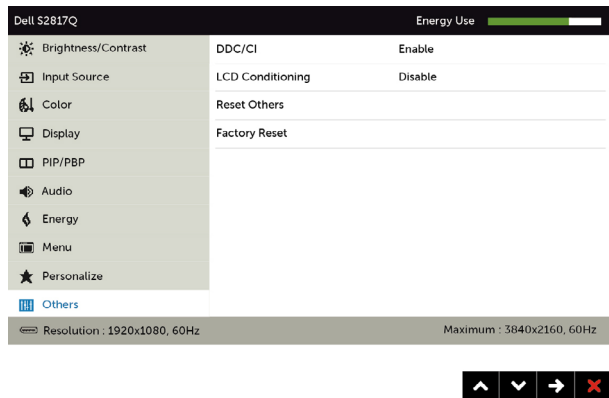 Dell S2817Q Energy Use
Brightness/Contrast DDC/CI Enable
Input Source LCD Conditioning Disable
Color Reset Others
Display Factory Reset
PIP/PBP
Audio
Energy
Menu
Personalize
Others
Resolution : 1920x1080, 60Hz Maximum : 3840x2160, 60Hz